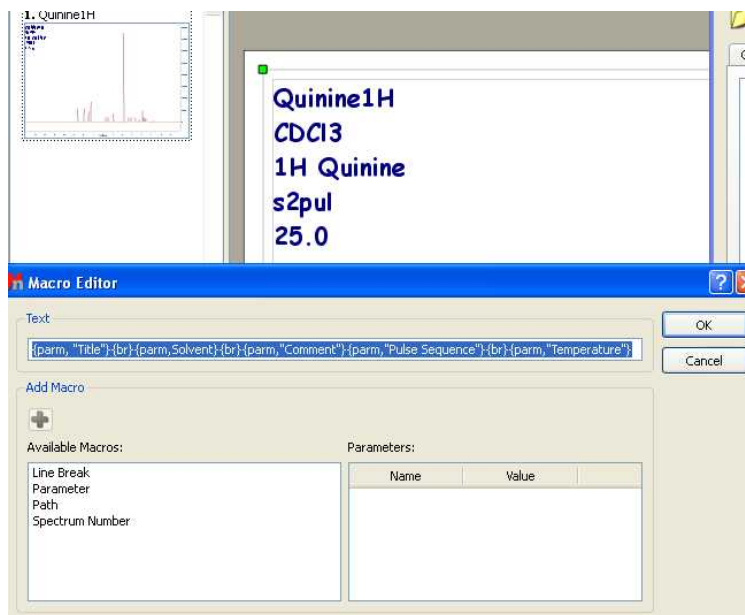 1. Quinine1H
Quinine1H
CDCl3
1H Quinine
s2pul
25.0
Macro Editor
Text
{parm, "Title"}{br}{parm,Solvent}{br}{parm,"Comment"}{parm,"Pulse Sequence"}{br}{parm,"Temperature"}
OK
Cancel
Add Macro
Available Macros:
Parameters:
Line Break
Parameter
Path
Spectrum Number
Name
Value